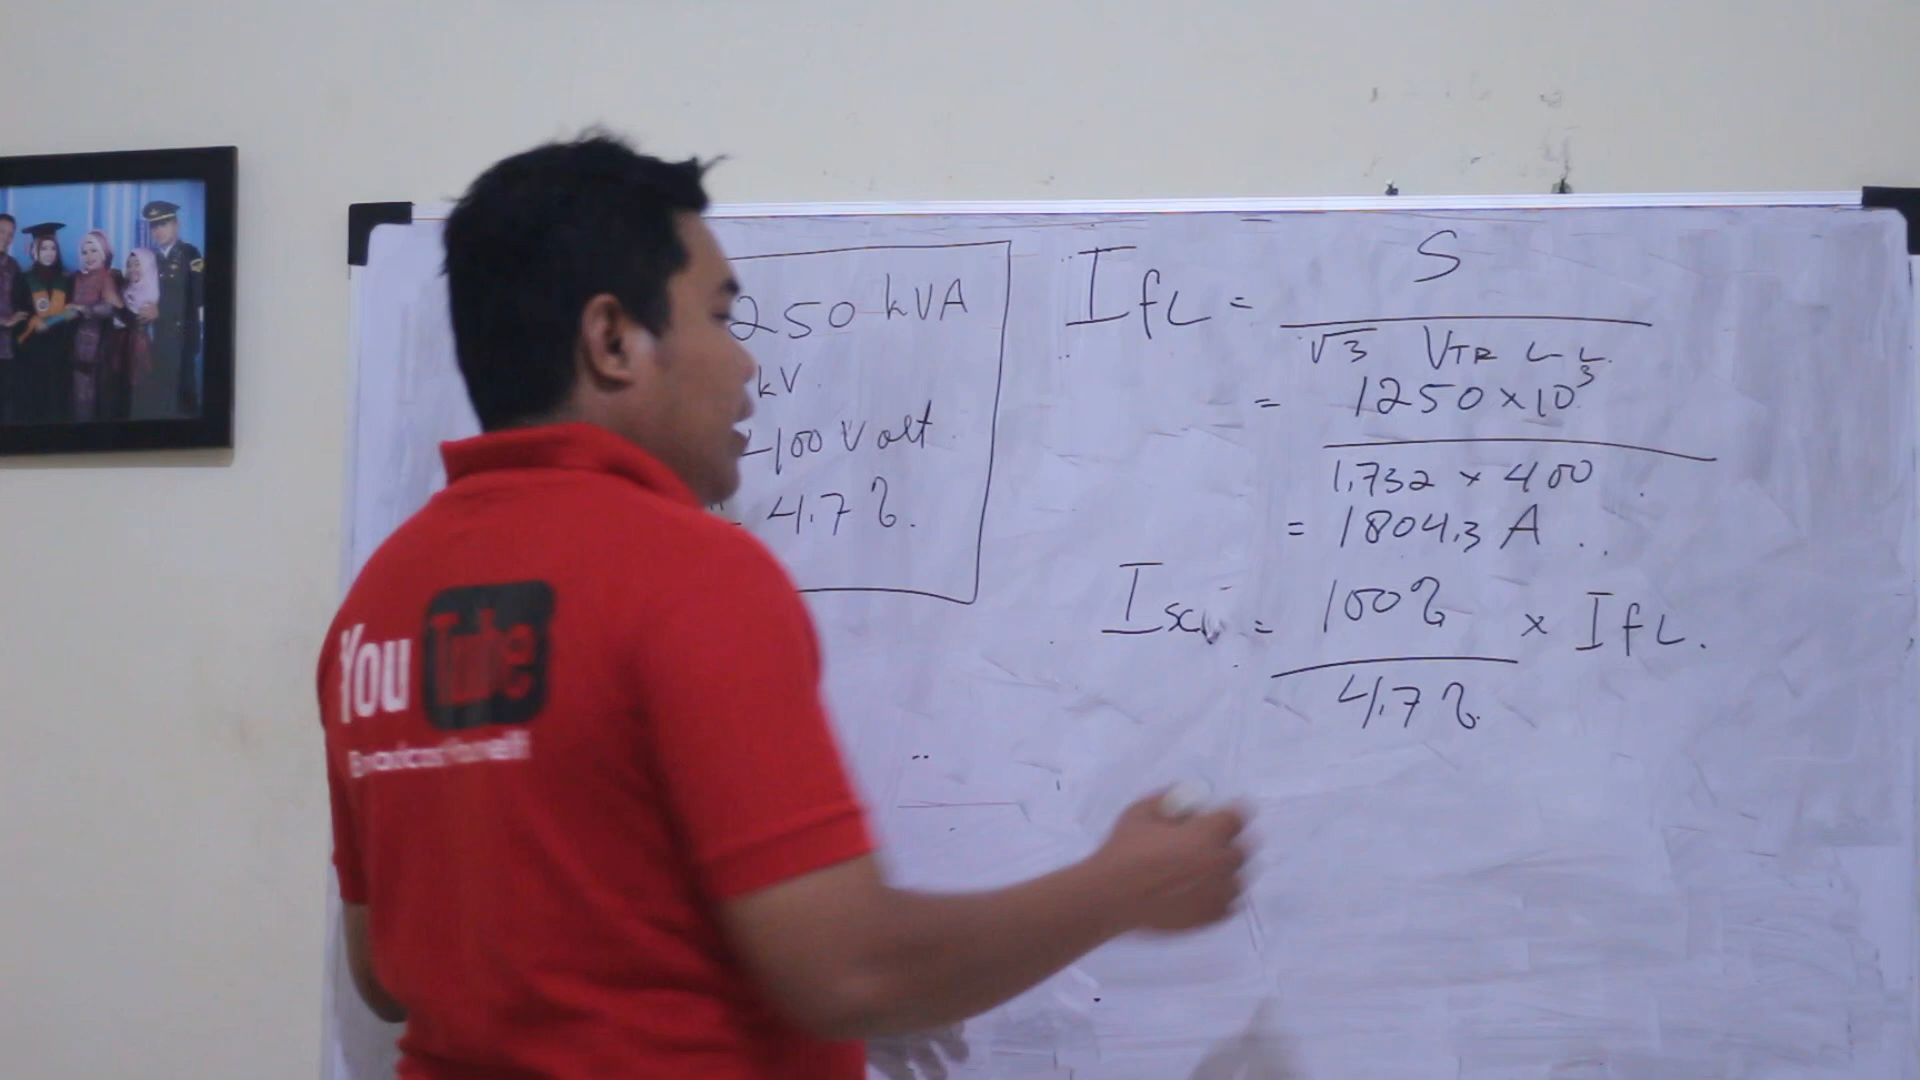 250 kVA
kV.
400 Volt.
= 4.7 %.
IfL = S
√3 VTR L-L.
= 1250 x 10³
1,732 x 400
= 1804,3 A
Isc = 100% x IfL.
4,7 %
You Tube